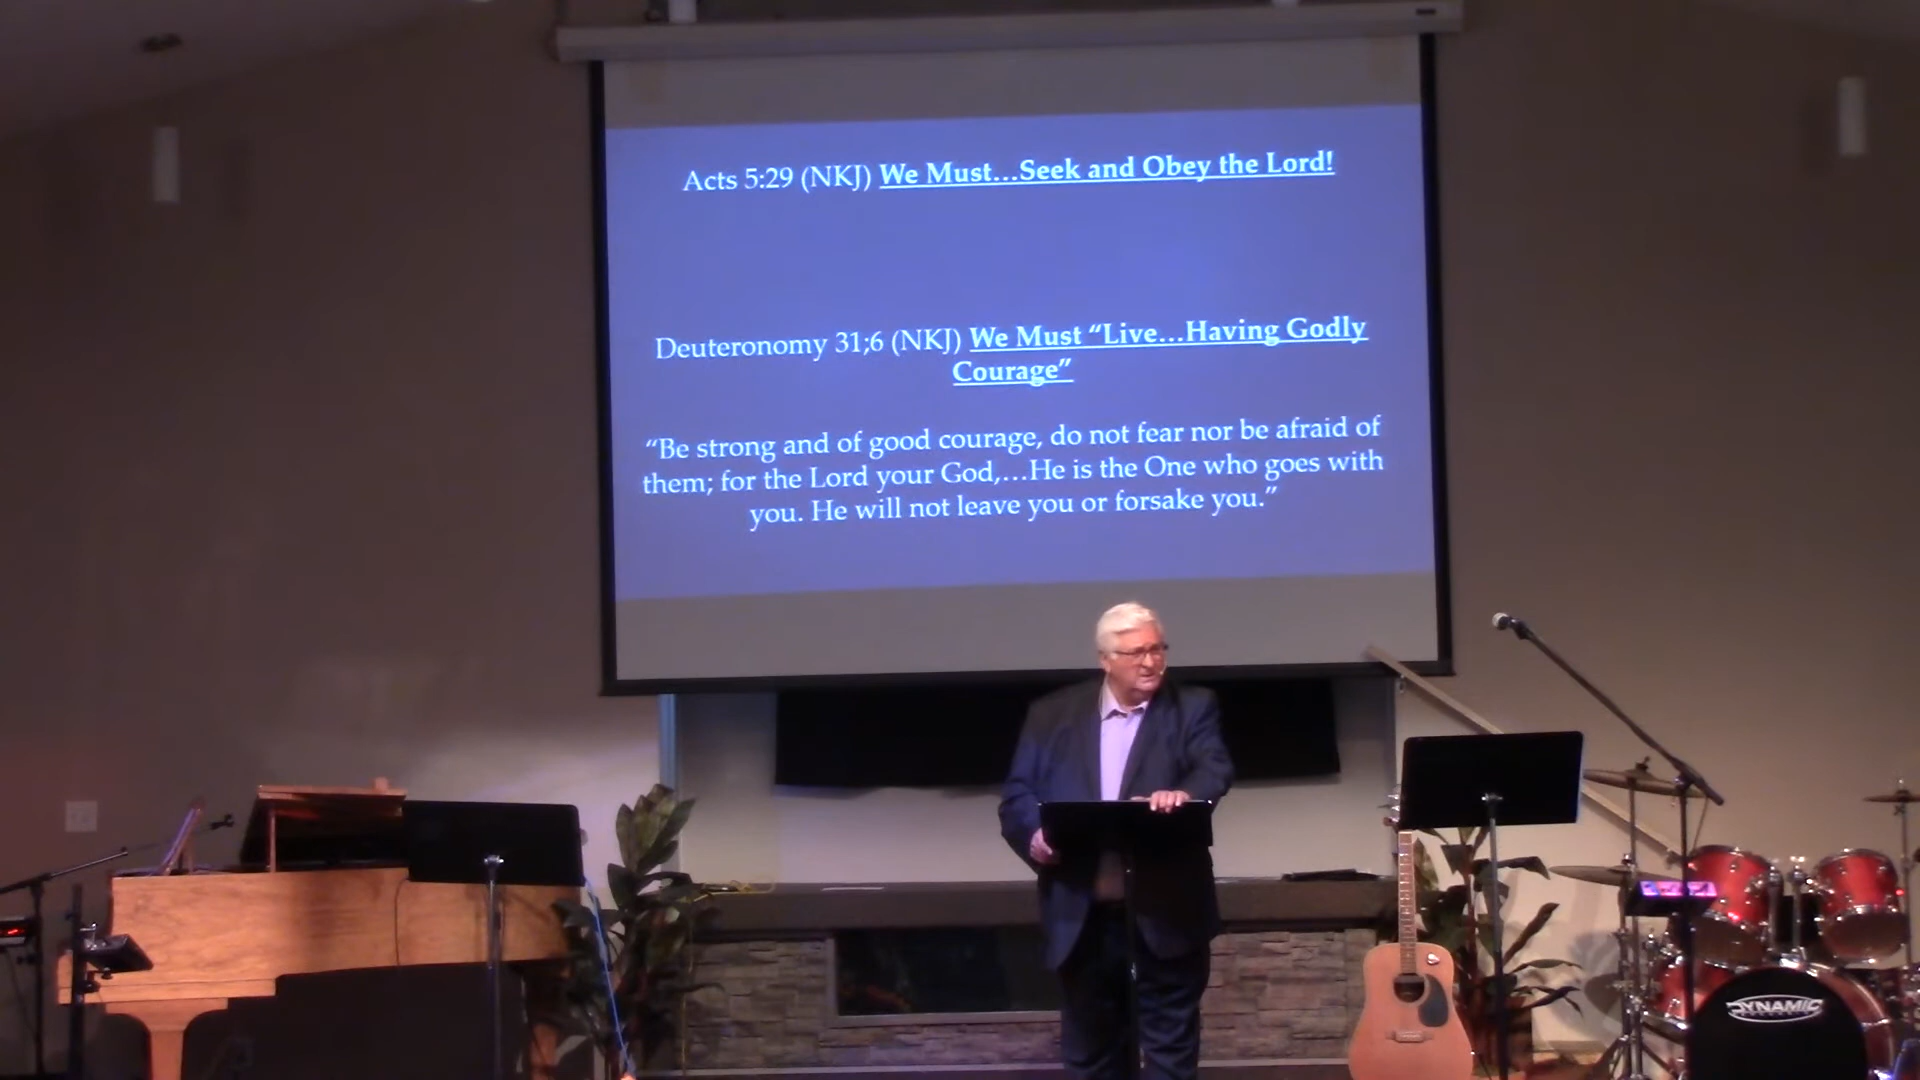 Acts 5:29 (NKJ) We Must...Seek and Obey the Lord!
Deuteronomy 31;6 (NKJ) We Must “Live...Having Godly
Courage”
“Be strong and of good courage, do not fear nor be afraid of
them; for the Lord your God,...He is the One who goes with
you. He will not leave you or forsake you.”
DYNAMIC